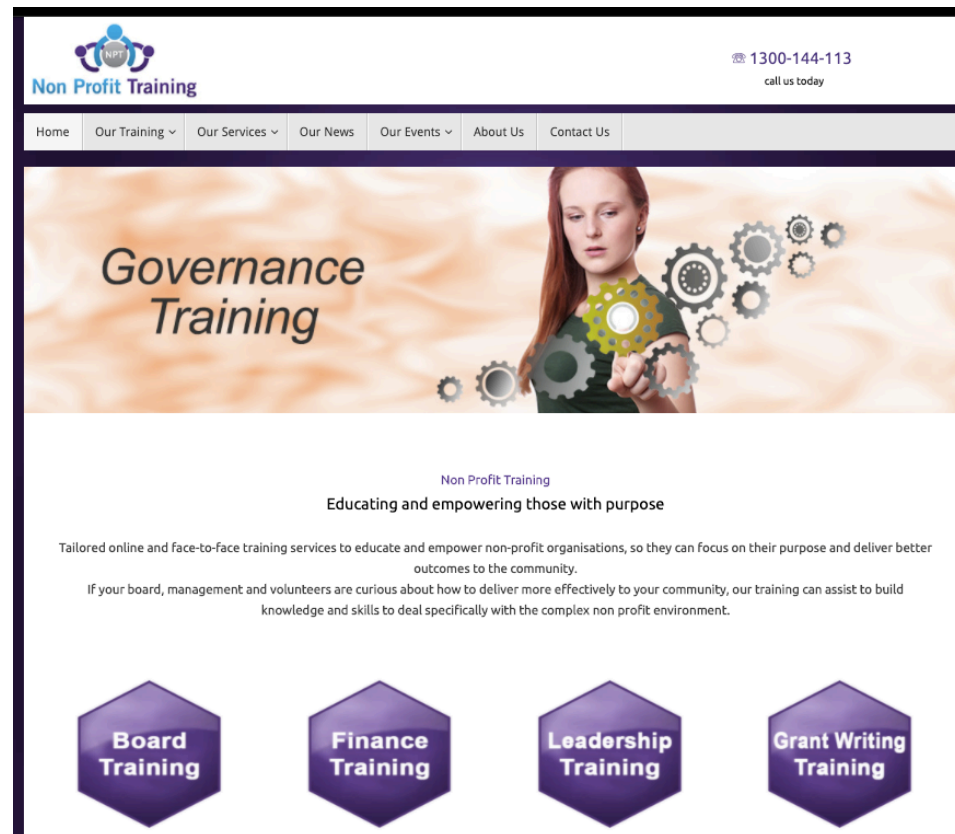 NPT
Non Profit Training
☏ 1300-144-113
call us today
Home Our Training Our Services Our News Our Events About Us Contact Us
Governance
Training
Non Profit Training
Educating and empowering those with purpose
Tailored online and face-to-face training services to educate and empower non-profit organisations, so they can focus on their purpose and deliver better
outcomes to the community.
If your board, management and volunteers are curious about how to deliver more effectively to your community, our training can assist to build
knowledge and skills to deal specifically with the complex non profit environment.
Board
Training
Finance
Training
Leadership
Training
Grant Writing
Training